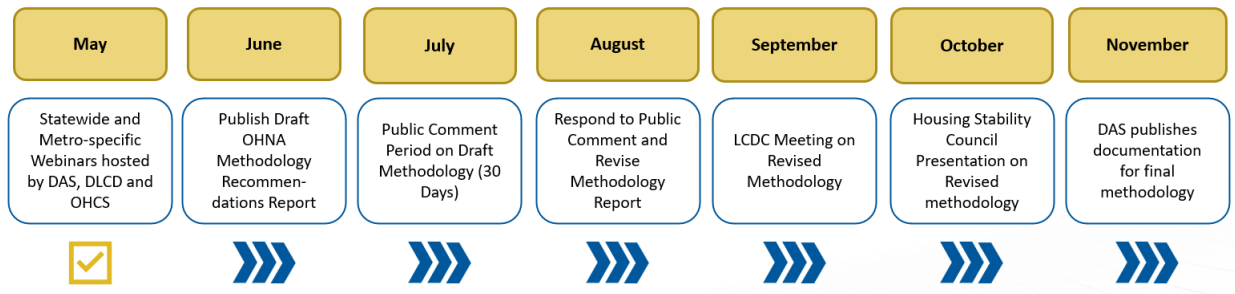 May
June
July
August
September
October
November
Statewide and
Metro-specific
Webinars hosted
by DAS, DLCD and
OHCS
Publish Draft
OHNA
Methodology
Recommen-
dations Report
Public Comment
Period on Draft
Methodology (30
Days)
Respond to Public
Comment and
Revise
Methodology
Report
LCDC Meeting on
Revised
Methodology
Housing Stability
Council
Presentation on
Revised
methodology
DAS publishes
documentation
for final
methodology